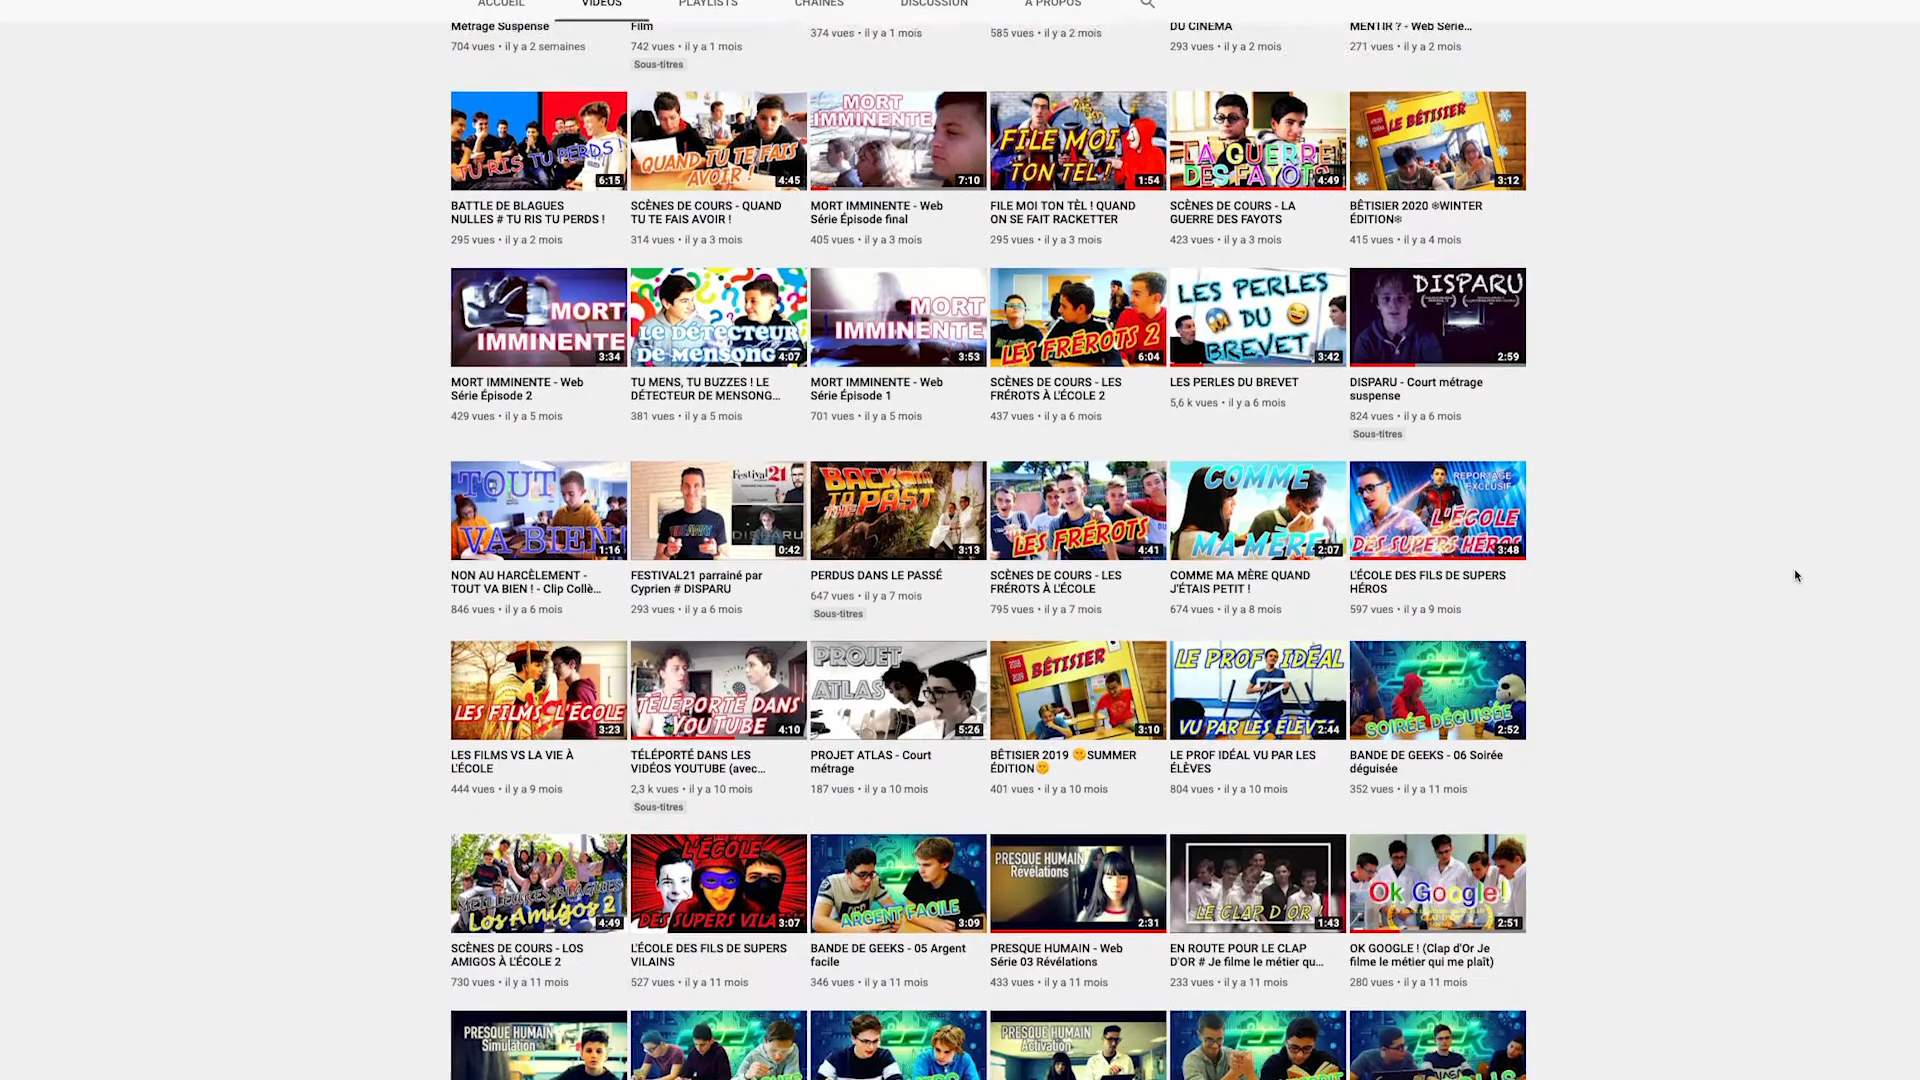 ACCUEIL VIDÉOS PLAYLISTS CHAÎNES DISCUSSION À PROPOS
Métrage Suspense
704 vues • il y a 2 semaines
Film
742 vues • il y a 1 mois
Sous-titres
374 vues • il y a 1 mois
585 vues • il y a 2 mois
DU CINÉMA
293 vues • il y a 2 mois
MENTIR ? - Web Série...
271 vues • il y a 2 mois
TU RIS TU PERDS !
6:15
BATTLE DE BLAGUES
NULLES # TU RIS TU PERDS !
295 vues • il y a 2 mois
QUAND TU TE FAIS
AVOIR !
4:45
SCÈNES DE COURS - QUAND
TU TE FAIS AVOIR !
314 vues • il y a 3 mois
MORT
IMMINENTE
7:10
MORT IMMINENTE - Web
Série Épisode final
405 vues • il y a 3 mois
FILE MOI
TON TEL !
1:54
FILE MOI TON TÈL ! QUAND
ON SE FAIT RACKETTER
295 vues • il y a 3 mois
LA GUERRE
DES FAYOTS
4:49
SCÈNES DE COURS - LA
GUERRE DES FAYOTS
423 vues • il y a 3 mois
LE BÊTISIER
3:12
BÊTISIER 2020 ❄WINTER
ÉDITION❄
415 vues • il y a 4 mois
MORT
IMMINENTE
3:34
MORT IMMINENTE - Web
Série Épisode 2
429 vues • il y a 5 mois
LE DÉTECTEUR
DE MENSONG
4:07
TU MENS, TU BUZZES ! LE
DÉTECTEUR DE MENSONG...
381 vues • il y a 5 mois
MORT
IMMINENTE
3:53
MORT IMMINENTE - Web
Série Épisode 1
701 vues • il y a 5 mois
LES FRÉROTS 2
6:04
SCÈNES DE COURS - LES
FRÉROTS À L'ÉCOLE 2
437 vues • il y a 6 mois
LES PERLES
DU
BREVET
3:42
LES PERLES DU BREVET
5,6 k vues • il y a 6 mois
DISPARU
2:59
DISPARU - Court métrage
suspense
824 vues • il y a 6 mois
Sous-titres
TOUT
VA BIEN
1:16
NON AU HARCÈLEMENT -
TOUT VA BIEN ! - Clip Collè...
846 vues • il y a 6 mois
Festival21
DISPARU
0:42
FESTIVAL21 parrainé par
Cyprien # DISPARU
293 vues • il y a 6 mois
BACK
TO THE PAST
3:13
PERDUS DANS LE PASSÉ
647 vues • il y a 7 mois
Sous-titres
LES FRÉROTS
4:41
SCÈNES DE COURS - LES
FRÉROTS À L'ÉCOLE
795 vues • il y a 7 mois
COMME
MA MÈRE
2:07
COMME MA MÈRE QUAND
J'ÉTAIS PETIT !
674 vues • il y a 8 mois
REPORTAGE
EXCLUSIF
L'ÉCOLE
DES SUPERS HÉROS
3:48
L'ÉCOLE DES FILS DE SUPERS
HÉROS
597 vues • il y a 9 mois
LES FILMS L'ÉCOLE
3:23
LES FILMS VS LA VIE À
L'ÉCOLE
444 vues • il y a 9 mois
TÉLÉPORTÉ DANS
YOUTUBE
4:10
TÉLÉPORTÉ DANS LES
VIDÉOS YOUTUBE (avec...
2,3 k vues • il y a 10 mois
Sous-titres
PROJET
ATLAS
5:26
PROJET ATLAS - Court
métrage
187 vues • il y a 10 mois
BÊTISIER
3:10
BÊTISIER 2019 🌞SUMMER
ÉDITION🌞
401 vues • il y a 10 mois
LE PROF IDÉAL
VU PAR LES ÉLÈVES
2:44
LE PROF IDÉAL VU PAR LES
ÉLÈVES
804 vues • il y a 10 mois
SOIRÉE DÉGUISÉE
2:52
BANDE DE GEEKS - 06 Soirée
déguisée
352 vues • il y a 11 mois
MEILLEURES BLAGUES
Los Amigos 2
4:49
SCÈNES DE COURS - LOS
AMIGOS À L'ÉCOLE 2
730 vues • il y a 11 mois
L'ÉCOLE
DES SUPERS VILA
3:07
L'ÉCOLE DES FILS DE SUPERS
VILAINS
527 vues • il y a 11 mois
ARGENT FACILE
3:09
BANDE DE GEEKS - 05 Argent
facile
346 vues • il y a 11 mois
PRESQUE HUMAIN
Révélations
2:31
PRESQUE HUMAIN - Web
Série 03 Révélations
433 vues • il y a 11 mois
LE CLAP D'OR !
1:43
EN ROUTE POUR LE CLAP
D'OR # Je filme le métier qu...
233 vues • il y a 11 mois
Ok Google!
2:51
OK GOOGLE ! (Clap d'Or Je
filme le métier qui me plaît)
280 vues • il y a 11 mois
PRESQUE HUMAIN
Simulation
PRESQUE HUMAIN
Activation